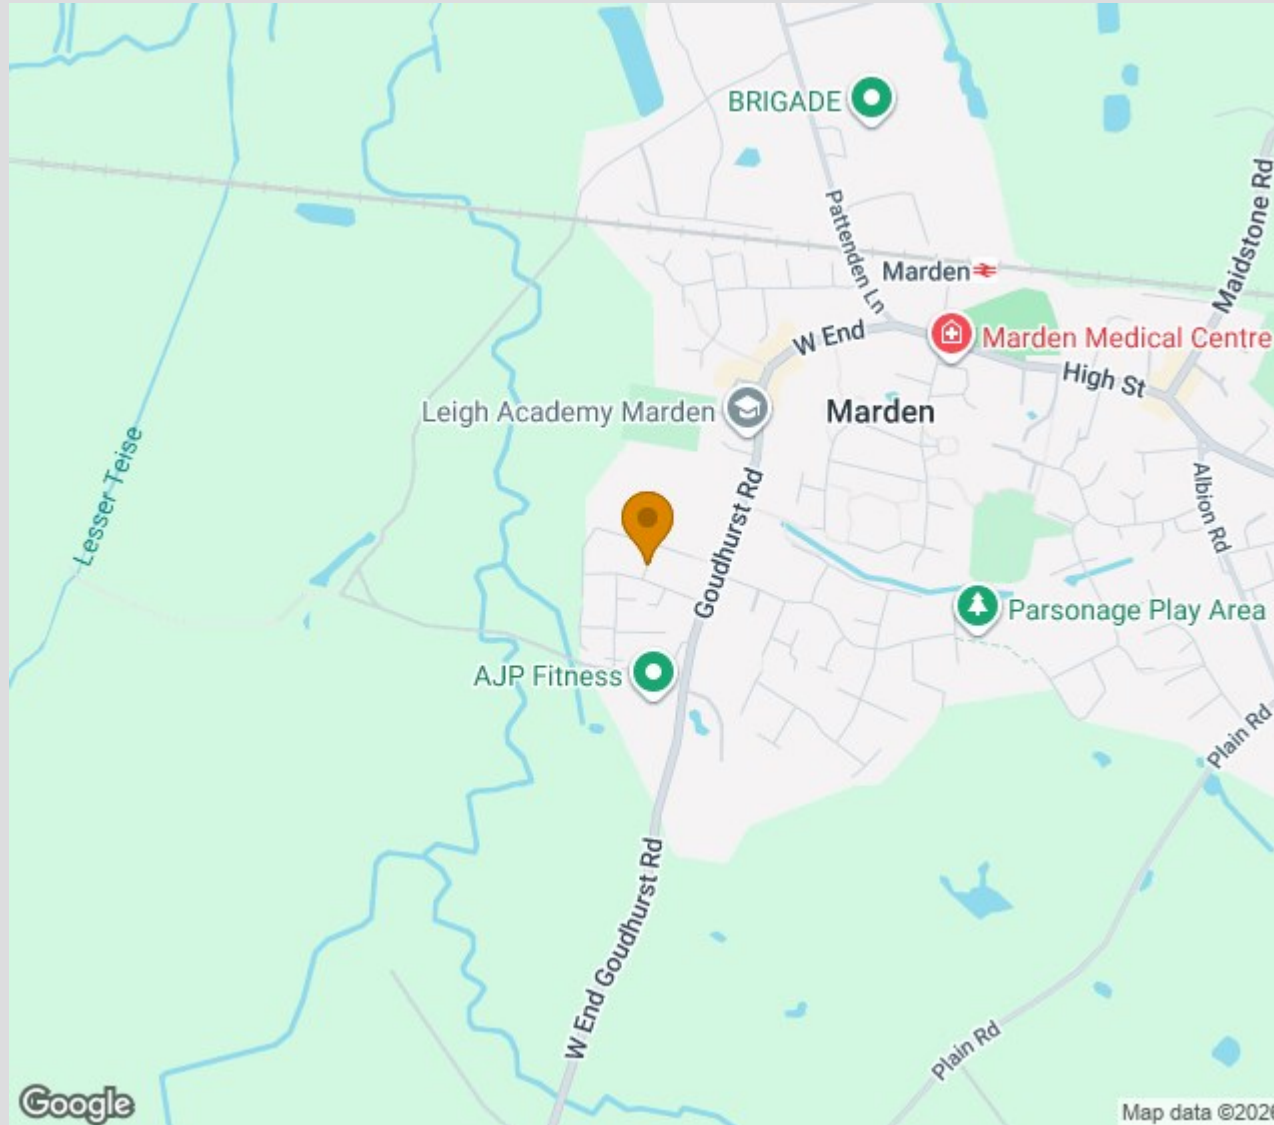 BRIGADE
Maidstone Rd
Pattenden Ln
Marden
W End
Marden Medical Centre
High St
Leigh Academy Marden
Marden
Lesser Teise
Goudhurst Rd
Albion Rd
Parsonage Play Area
AJP Fitness
Plain Rd
W End Goudhurst Rd
Plain Rd
Google
Map data ©2026